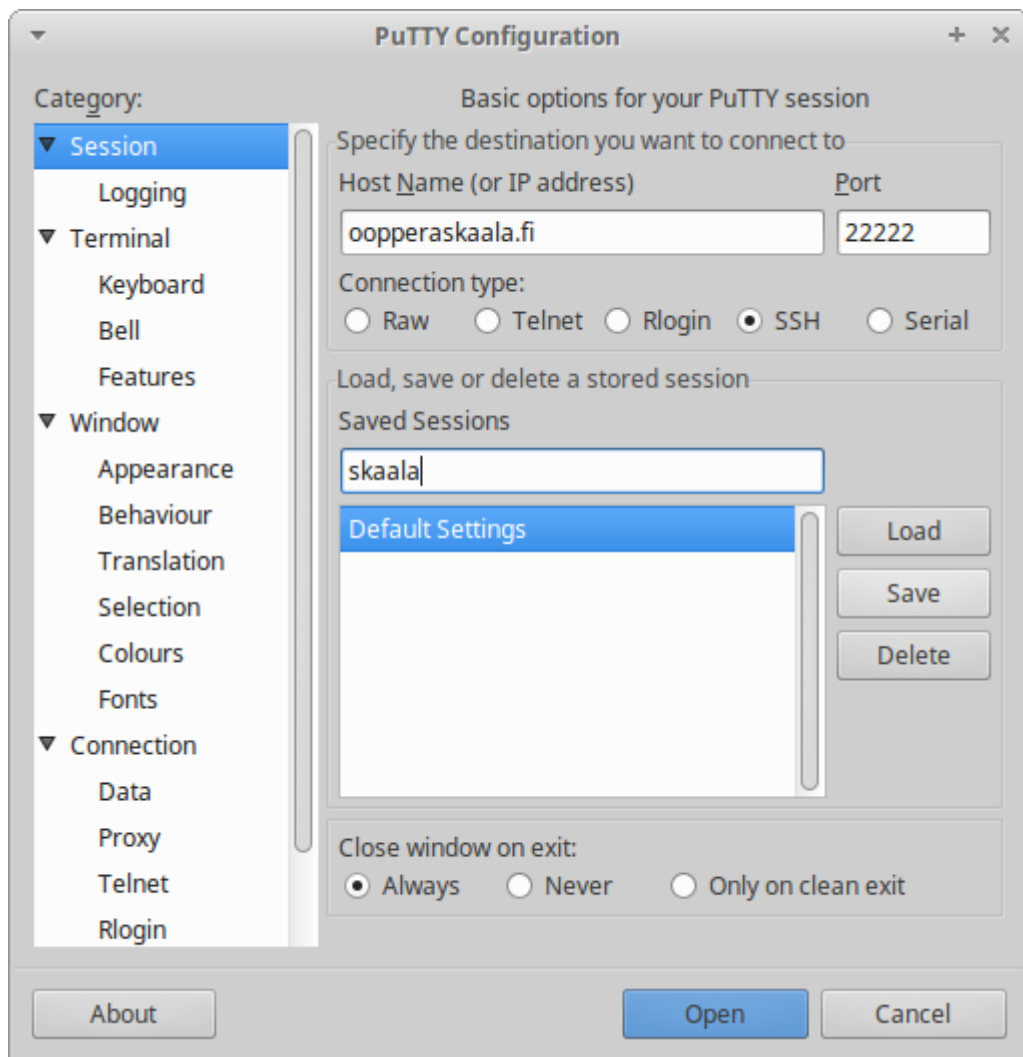 PuTTY Configuration
Category:
Session
Logging
Terminal
Keyboard
Bell
Features
Window
Appearance
Behaviour
Translation
Selection
Colours
Fonts
Connection
Data
Proxy
Telnet
Rlogin
Basic options for your PuTTY session
Specify the destination you want to connect to
Host Name (or IP address) Port
oopperaskaala.fi 22222
Connection type:
Raw Telnet Rlogin SSH Serial
Load, save or delete a stored session
Saved Sessions
skaala
Default Settings
Load
Save
Delete
Close window on exit:
Always Never Only on clean exit
About Open Cancel